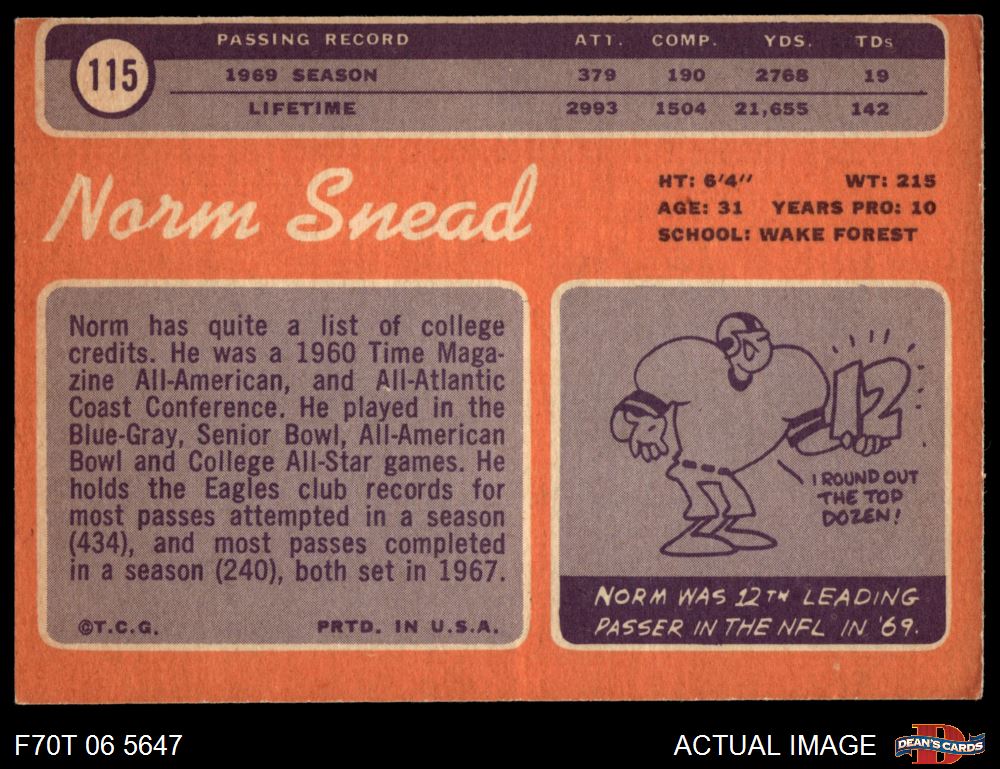 115
PASSING RECORD ATT. COMP. YDS. TDs
1969 SEASON 379 190 2768 19
LIFETIME 2993 1504 21,655 142
Norm Snead
HT: 6'4" WT: 215
AGE: 31 YEARS PRO: 10
SCHOOL: WAKE FOREST
Norm has quite a list of college
credits. He was a 1960 Time Maga-
zine All-American, and All-Atlantic
Coast Conference. He played in the
Blue-Gray, Senior Bowl, All-American
Bowl and College All-Star games. He
holds the Eagles club records for
most passes attempted in a season
(434), and most passes completed
in a season (240), both set in 1967.
©T.C.G. PRTD. IN U.S.A.
12
I ROUND OUT
THE TOP
DOZEN!
NORM WAS 12TH LEADING
PASSER IN THE NFL IN '69.
F70T 06 5647
ACTUAL IMAGE
D
DEAN'S CARDS